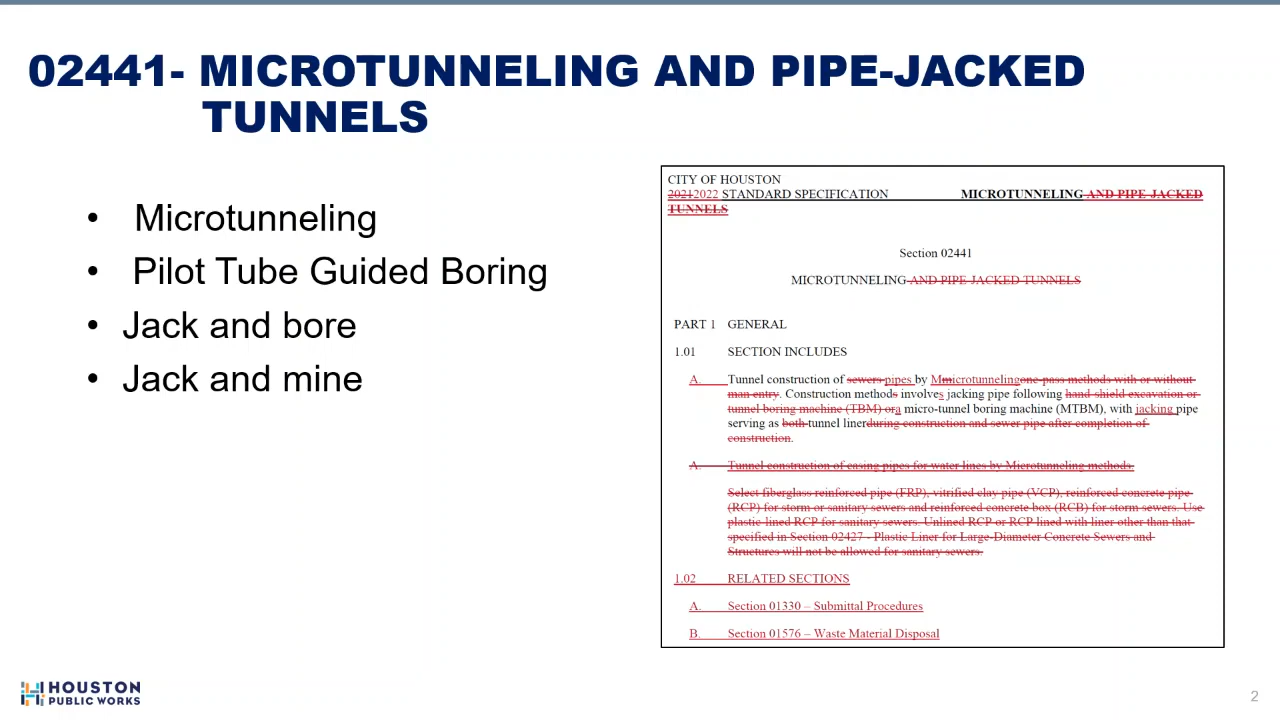 02441- MICROTUNNELING AND PIPE-JACKED
TUNNELS
• Microtunneling
• Pilot Tube Guided Boring
• Jack and bore
• Jack and mine
CITY OF HOUSTON
20212022 STANDARD SPECIFICATION MICROTUNNELING AND PIPE-JACKED
TUNNELS
Section 02441
MICROTUNNELING AND PIPE-JACKED TUNNELS
PART 1 GENERAL
1.01 SECTION INCLUDES
A. Tunnel construction of sewers pipes by Mmicrotunnelingone-pass methods with or without
man entry. Construction methods involves jacking pipe following hand-shield excavation or
tunnel boring machine (TBM) ora micro-tunnel boring machine (MTBM), with jacking pipe
serving as both tunnel linerduring construction and sewer pipe after completion of
construction.
A. Tunnel construction of casing pipes for water lines by Microtunneling methods.
Select fiberglass reinforced pipe (FRP), vitrified clay pipe (VCP), reinforced concrete pipe
(RCP) for storm or sanitary sewers and reinforced concrete box (RCB) for storm sewers. Use
plastic-lined RCP for sanitary sewers. Unlined RCP or RCP lined with liner other than that
specified in Section 02427 - Plastic Liner for Large-Diameter Concrete Sewers and
Structures will not be allowed for sanitary sewers.
1.02 RELATED SECTIONS
A. Section 01330 – Submittal Procedures
B. Section 01576 – Waste Material Disposal
HOUSTON
PUBLIC WORKS
2